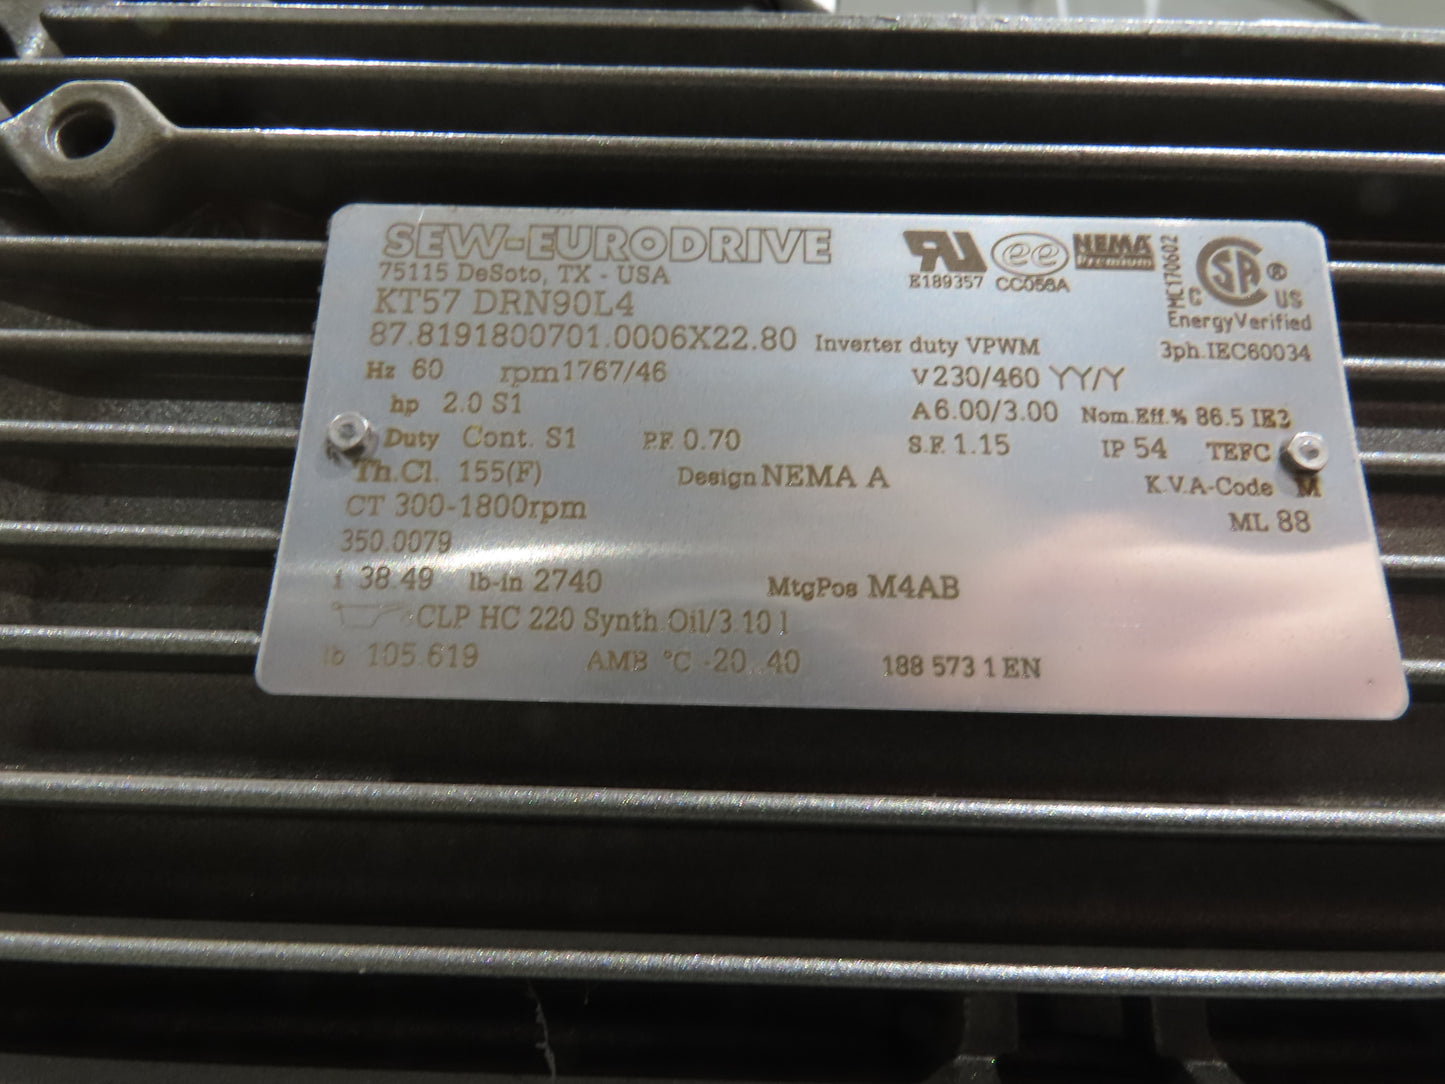 SEW-EURODRIVE
75115 DeSoto, TX - USA
UR E189357
ee CC056A
NEMA Premium
MC170602
CSA ® C US
EnergyVerified
KT57 DRN90L4
87.8191800701.0006X22.80 Inverter duty VPWM 3ph.IEC60034
Hz 60 rpm 1767/46 V 230/460 YY/Y
hp 2.0 S1 A 6.00/3.00 Nom.Eff.% 86.5 IE3
Duty Cont. S1 P.F. 0.70 S.F. 1.15 IP 54 TEFC
Th.Cl. 155(F) Design NEMA A K.V.A-Code M
CT 300-1800rpm ML 88
350.0079
i 38.49 lb-in 2740 MtgPos M4AB
CLP HC 220 Synth.Oil/3.10 l
lb 105.619 AMB °C -20..40 188 573 1 EN